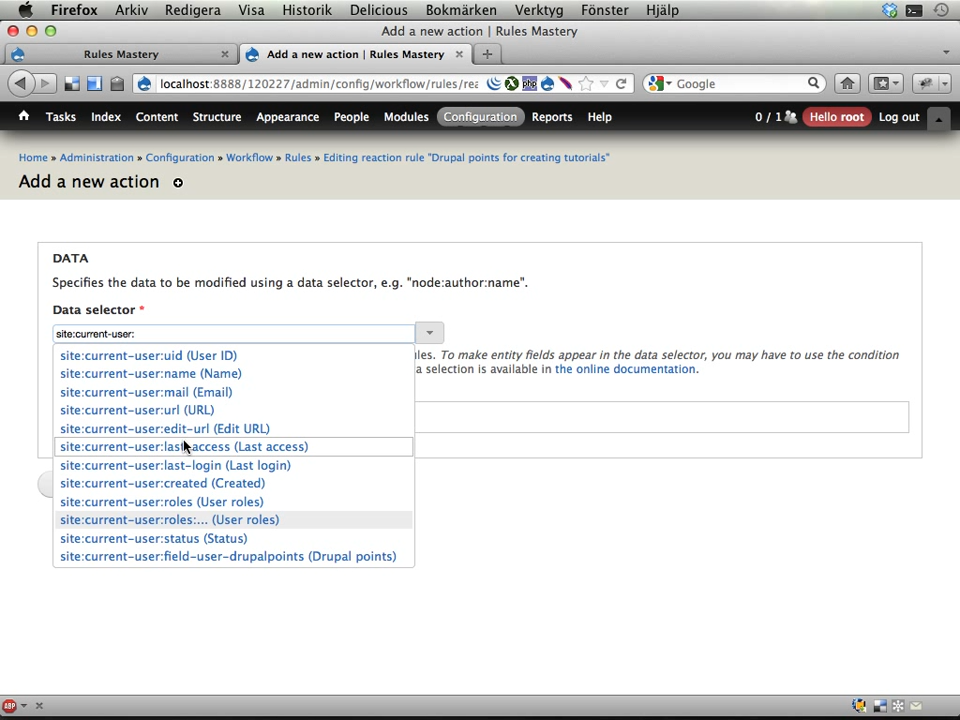 Firefox Arkiv Redigera Visa Historik Delicious Bokmärken Verktyg Fönster Hjälp
Add a new action | Rules Mastery
Rules Mastery
Add a new action | Rules Mastery
localhost:8888/120227/admin/config/workflow/rules/rea
php
Google
Tasks Index Content Structure Appearance People Modules Configuration Reports Help
0 / 1
Hello root
Log out
Home » Administration » Configuration » Workflow » Rules » Editing reaction rule "Drupal points for creating tutorials"
Add a new action
DATA
Specifies the data to be modified using a data selector, e.g. "node:author:name".
Data selector *
site:current-user:
site:current-user:uid (User ID)
les. To make entity fields appear in the data selector, you may have to use the condition
a selection is available in the online documentation.
site:current-user:name (Name)
site:current-user:mail (Email)
site:current-user:url (URL)
site:current-user:edit-url (Edit URL)
site:current-user:last-access (Last access)
site:current-user:last-login (Last login)
site:current-user:created (Created)
site:current-user:roles (User roles)
site:current-user:roles:... (User roles)
site:current-user:status (Status)
site:current-user:field-user-drupalpoints (Drupal points)
ABP